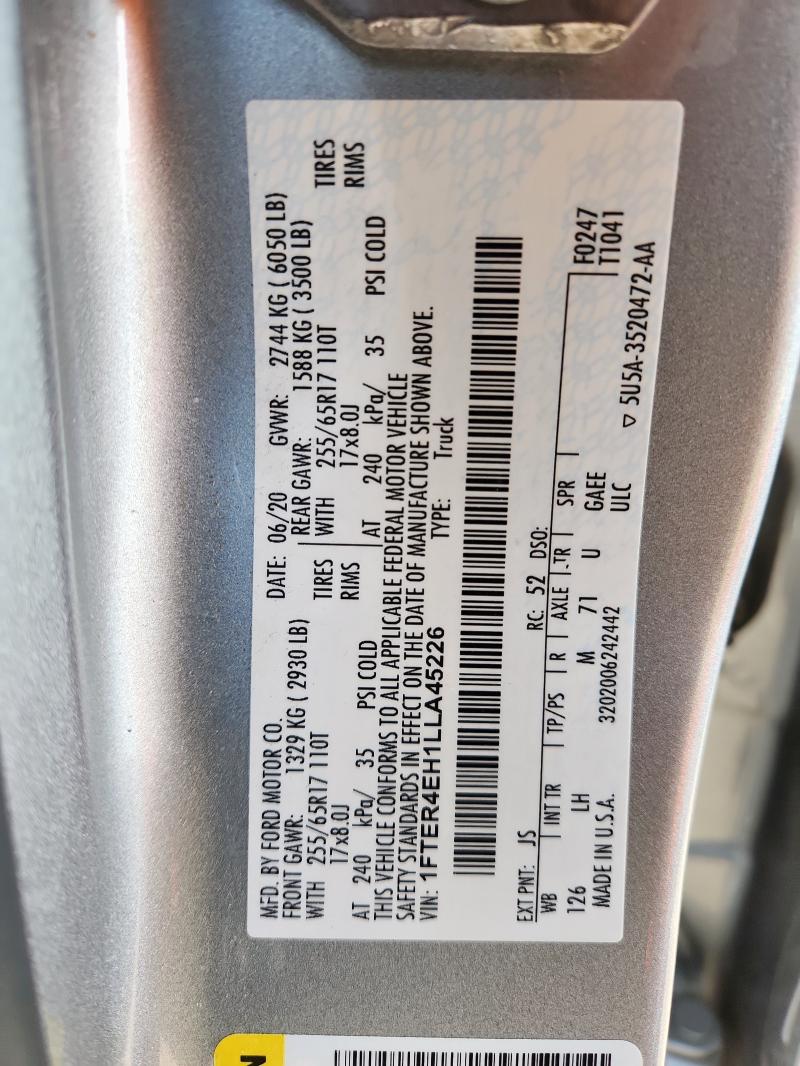 MFD. BY FORD MOTOR CO. DATE: 06/20 GVWR: 2744 KG ( 6050 LB)
FRONT GAWR: 1329 KG ( 2930 LB) REAR GAWR: 1588 KG ( 3500 LB)
WITH 255/65R17 110T TIRES WITH 255/65R17 110T TIRES
17x8.0J RIMS 17x8.0J RIMS
AT 240 kPa/ 35 PSI COLD AT 240 kPa/ 35 PSI COLD
THIS VEHICLE CONFORMS TO ALL APPLICABLE FEDERAL MOTOR VEHICLE
SAFETY STANDARDS IN EFFECT ON THE DATE OF MANUFACTURE SHOWN ABOVE.
VIN: 1FTER4EH1LLA45226 TYPE: Truck
EXT PNT: JS RC: 52 DSO:
WB INT TR TP/PS R AXLE TR SPR F0247
126 LH M 71 U GAEE T1041
MADE IN U.S.A. 3202006242442 ULC ▽ 5U5A-3520472-AA
N